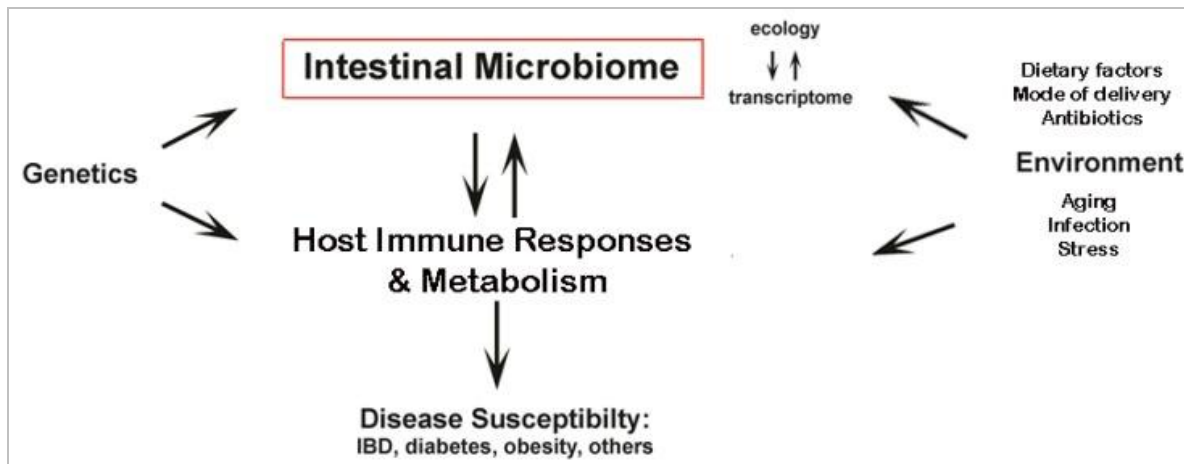 ecology
Intestinal Microbiome
transcriptome
Dietary factors
Mode of delivery
Antibiotics
Genetics
Environment
Aging
Infection
Stress
Host Immune Responses
& Metabolism
Disease Susceptibilty:
IBD, diabetes, obesity, others